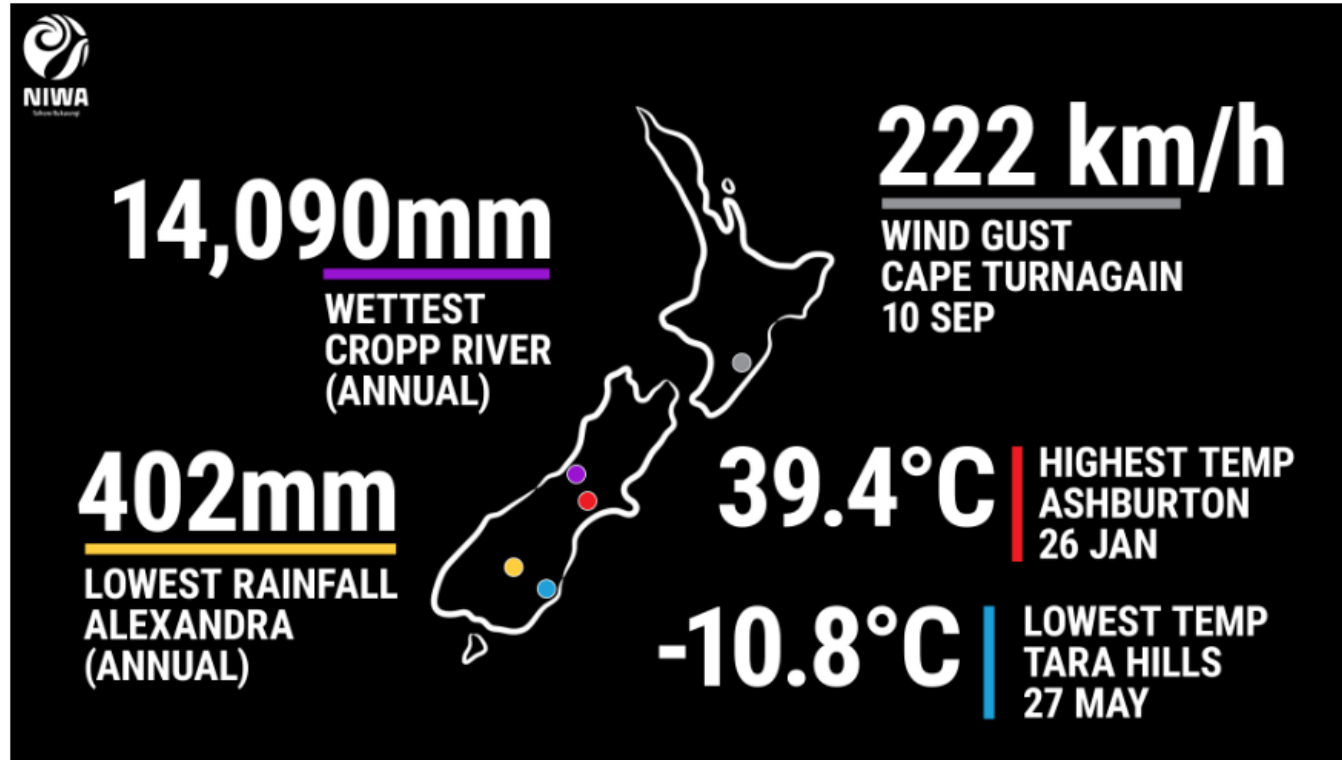 NIWA
14,090mm
WETTEST
CROPP RIVER
(ANNUAL)
402mm
LOWEST RAINFALL
ALEXANDRA
(ANNUAL)
222 km/h
WIND GUST
CAPE TURNAGAIN
10 SEP
39.4°C
HIGHEST TEMP
ASHBURTON
26 JAN
-10.8°C
LOWEST TEMP
TARA HILLS
27 MAY